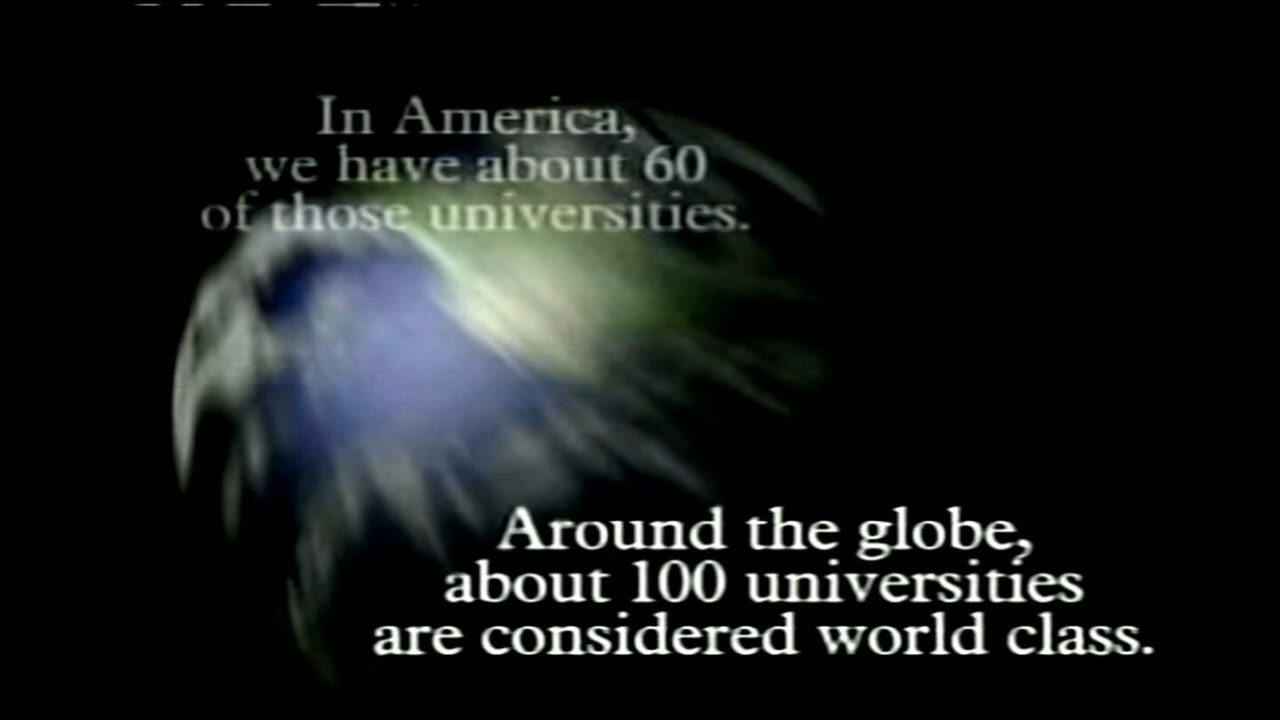 In America,
we have about 60
of those universities.
Around the globe,
about 100 universities
are considered world class.